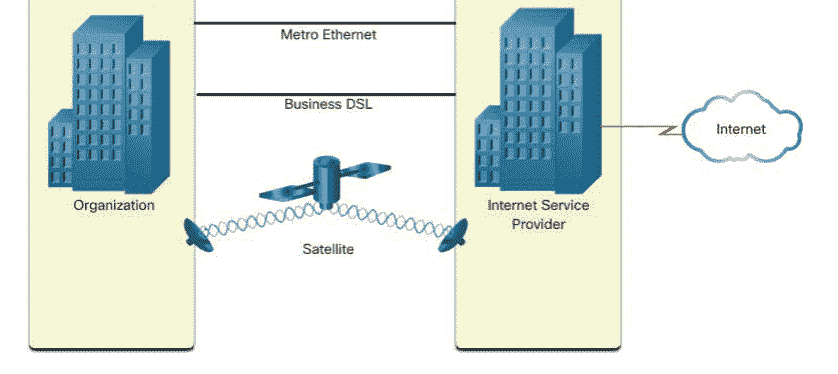 Metro Ethernet
Business DSL
Organization
Internet Service
Provider
Internet
Satellite